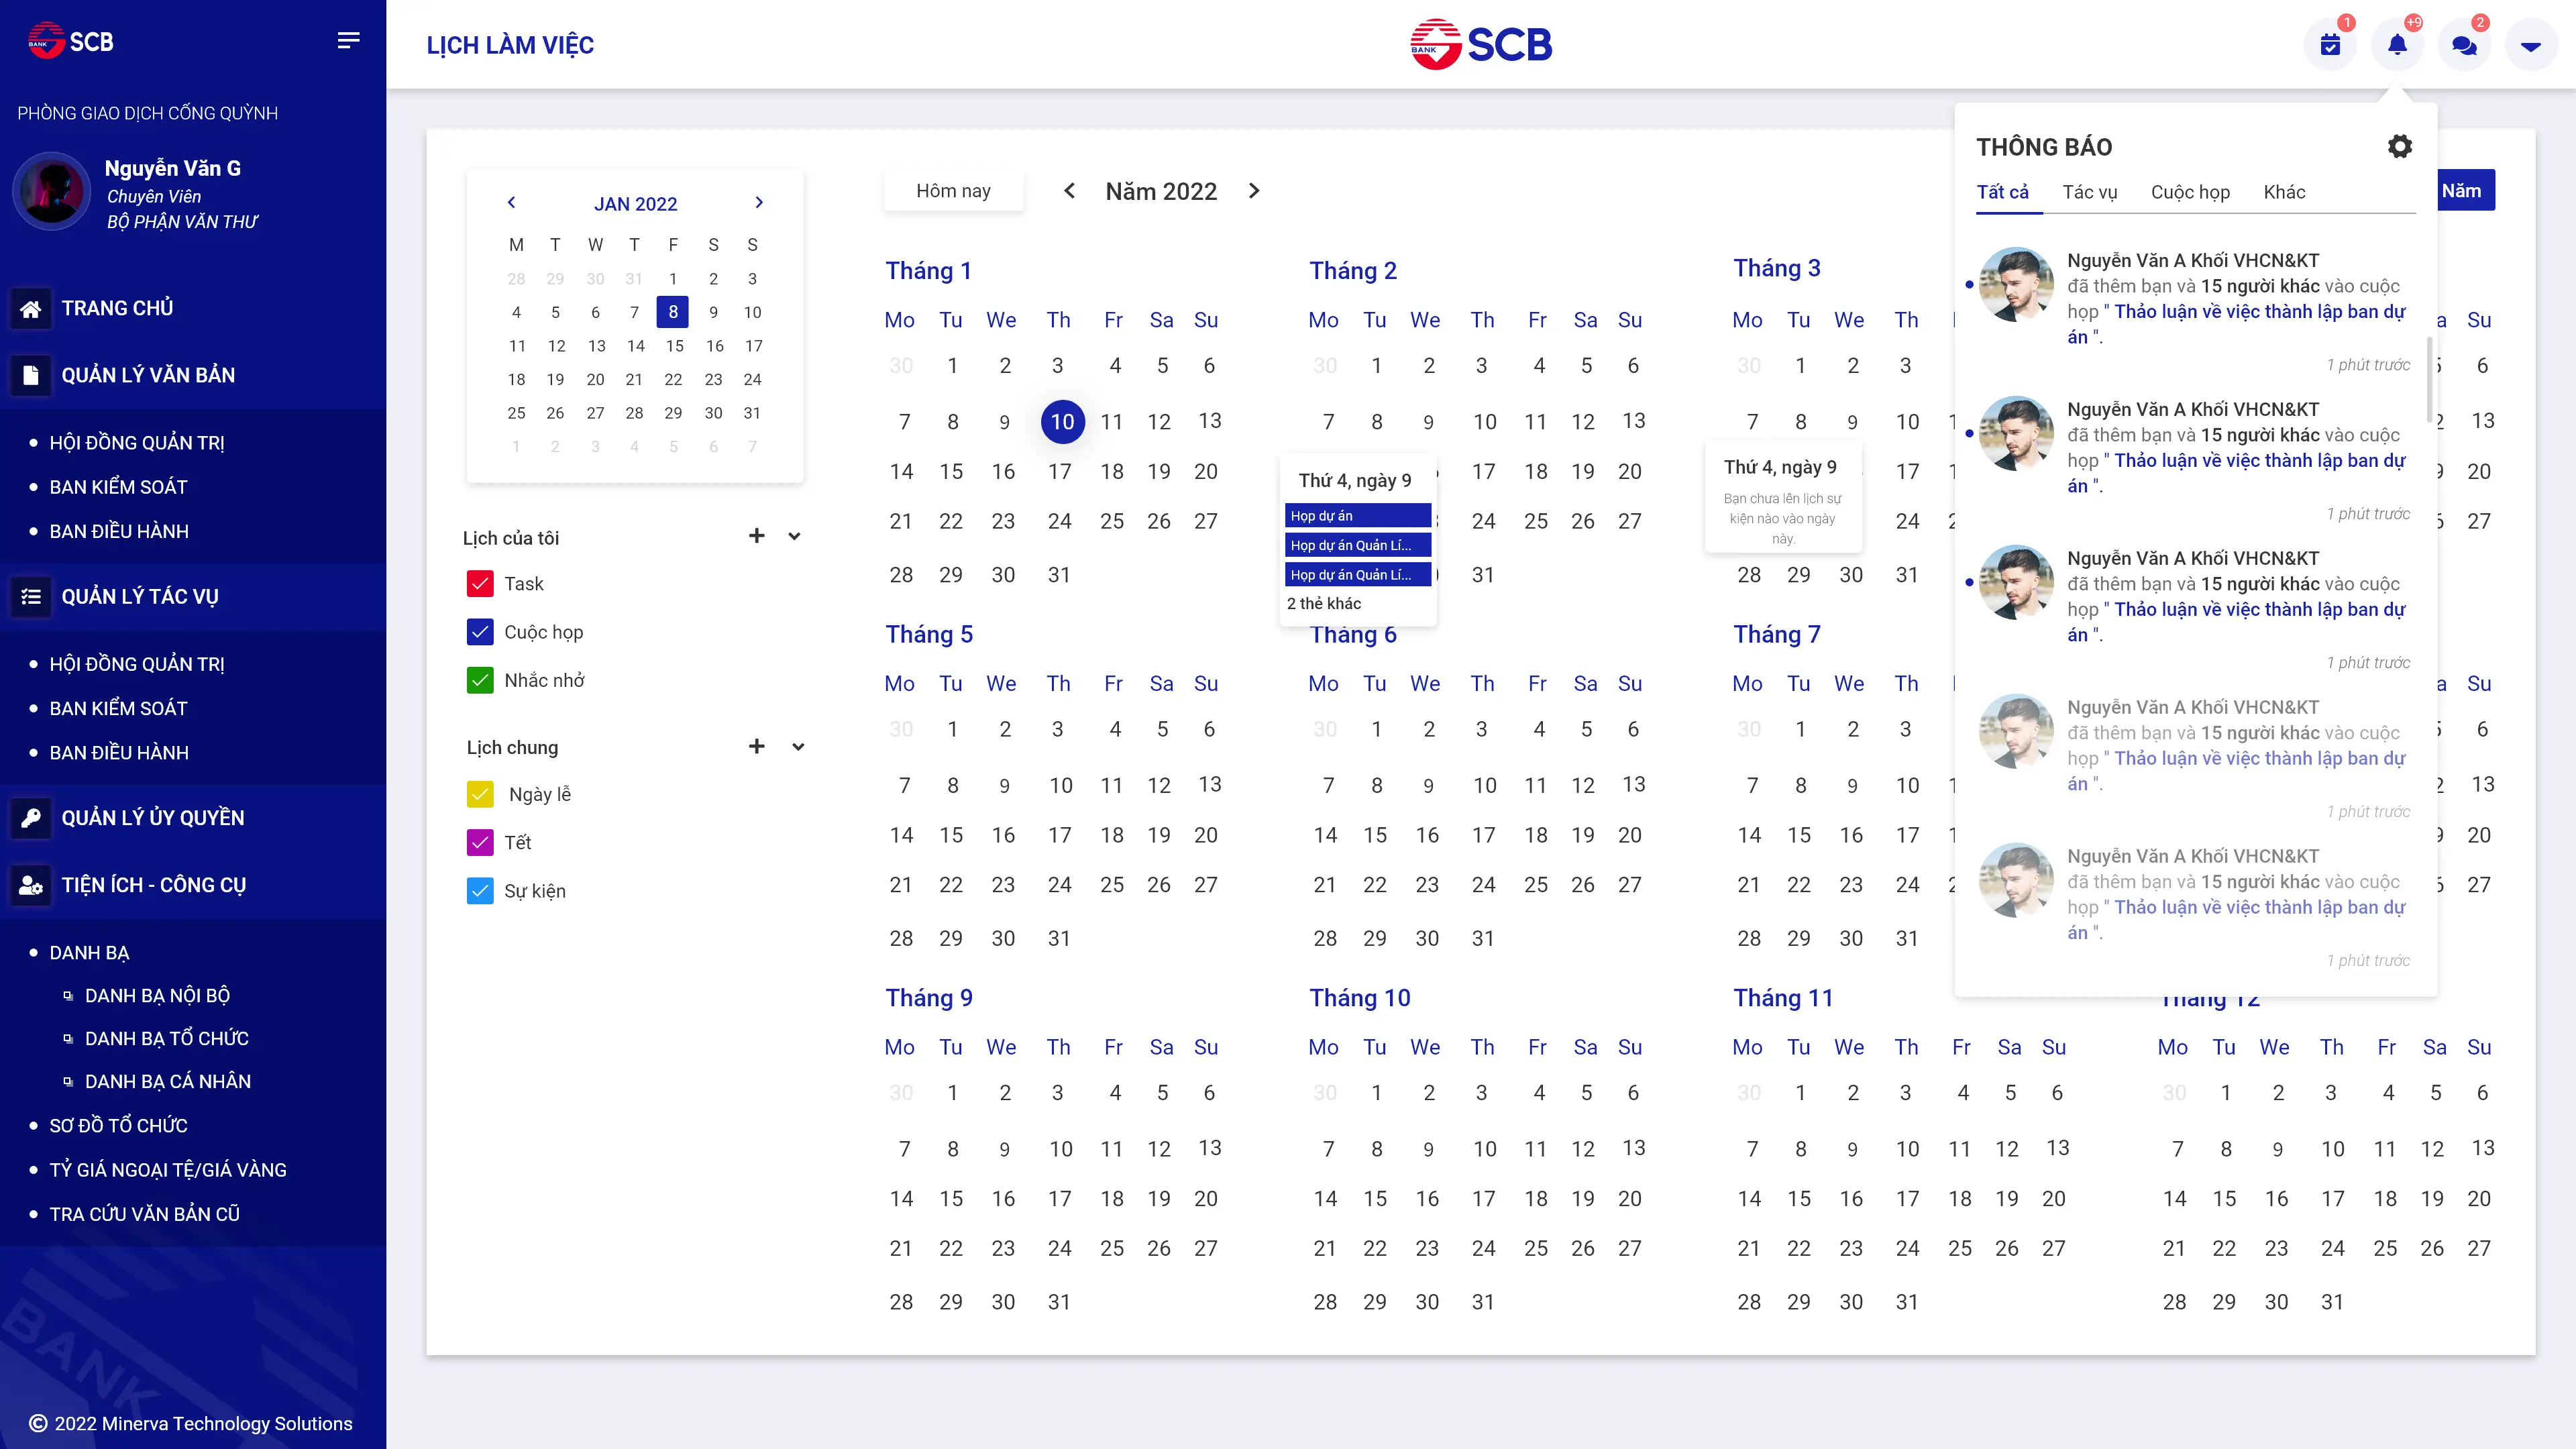 BANK SCB
PHÒNG GIAO DỊCH CỐNG QUỲNH
Nguyễn Văn G
Chuyên Viên
BỘ PHẬN VĂN THƯ
TRANG CHỦ
QUẢN LÝ VĂN BẢN
HỘI ĐỒNG QUẢN TRỊ
BAN KIỂM SOÁT
BAN ĐIỀU HÀNH
QUẢN LÝ TÁC VỤ
HỘI ĐỒNG QUẢN TRỊ
BAN KIỂM SOÁT
BAN ĐIỀU HÀNH
QUẢN LÝ ỦY QUYỀN
TIỆN ÍCH - CÔNG CỤ
DANH BẠ
DANH BẠ NỘI BỘ
DANH BẠ TỔ CHỨC
DANH BẠ CÁ NHÂN
SƠ ĐỒ TỔ CHỨC
TỶ GIÁ NGOẠI TỆ/GIÁ VÀNG
TRA CỨU VĂN BẢN CŨ
BANK
© 2022 Minerva Technology Solutions
LỊCH LÀM VIỆC
BANK SCB
1 +9 2
JAN 2022
M T W T F S S
28 29 30 31 1 2 3
4 5 6 7 8 9 10
11 12 13 14 15 16 17
18 19 20 21 22 23 24
25 26 27 28 29 30 31
1 2 3 4 5 6 7
Lịch của tôi
Task
Cuộc họp
Nhắc nhở
Lịch chung
Ngày lễ
Tết
Sự kiện
Hôm nay
Năm 2022
Năm
Tháng 1
Mo Tu We Th Fr Sa Su
30 1 2 3 4 5 6
7 8 9 10 11 12 13
14 15 16 17 18 19 20
21 22 23 24 25 26 27
28 29 30 31
Tháng 2
Mo Tu We Th Fr Sa Su
30 1 2 3 4 5 6
7 8 9 10 11 12 13
17 18 19 20
24 25 26 27
31
Thứ 4, ngày 9
Họp dự án
Họp dự án Quản Lí...
Họp dự án Quản Lí...
2 thẻ khác
Tháng 3
Mo Tu We Th Su
30 1 2 3 6
7 8 9 10 13
17 20
24 27
28 29 30 31
Thứ 4, ngày 9
Bạn chưa lên lịch sự
kiện nào vào ngày
này.
Tháng 5
Mo Tu We Th Fr Sa Su
30 1 2 3 4 5 6
7 8 9 10 11 12 13
14 15 16 17 18 19 20
21 22 23 24 25 26 27
28 29 30 31
Tháng 6
Mo Tu We Th Fr Sa Su
30 1 2 3 4 5 6
7 8 9 10 11 12 13
14 15 16 17 18 19 20
21 22 23 24 25 26 27
28 29 30 31
Tháng 7
Mo Tu We Th Su
30 1 2 3 6
7 8 9 10 13
14 15 16 17 20
21 22 23 24 27
28 29 30 31
Tháng 9
Mo Tu We Th Fr Sa Su
30 1 2 3 4 5 6
7 8 9 10 11 12 13
14 15 16 17 18 19 20
21 22 23 24 25 26 27
28 29 30 31
Tháng 10
Mo Tu We Th Fr Sa Su
30 1 2 3 4 5 6
7 8 9 10 11 12 13
14 15 16 17 18 19 20
21 22 23 24 25 26 27
28 29 30 31
Tháng 11
Mo Tu We Th Fr Sa Su
30 1 2 3 4 5 6
7 8 9 10 11 12 13
14 15 16 17 18 19 20
21 22 23 24 25 26 27
28 29 30 31
Tháng 12
Mo Tu We Th Fr Sa Su
30 1 2 3 4 5 6
7 8 9 10 11 12 13
14 15 16 17 18 19 20
21 22 23 24 25 26 27
28 29 30 31
THÔNG BÁO
Tất cả Tác vụ Cuộc họp Khác
Nguyễn Văn A Khối VHCN&KT
đã thêm bạn và 15 người khác vào cuộc
họp " Thảo luận về việc thành lập ban dự
án ".
1 phút trước
Nguyễn Văn A Khối VHCN&KT
đã thêm bạn và 15 người khác vào cuộc
họp " Thảo luận về việc thành lập ban dự
án ".
1 phút trước
Nguyễn Văn A Khối VHCN&KT
đã thêm bạn và 15 người khác vào cuộc
họp " Thảo luận về việc thành lập ban dự
án ".
1 phút trước
Nguyễn Văn A Khối VHCN&KT
đã thêm bạn và 15 người khác vào cuộc
họp " Thảo luận về việc thành lập ban dự
án ".
1 phút trước
Nguyễn Văn A Khối VHCN&KT
đã thêm bạn và 15 người khác vào cuộc
họp " Thảo luận về việc thành lập ban dự
án ".
1 phút trước